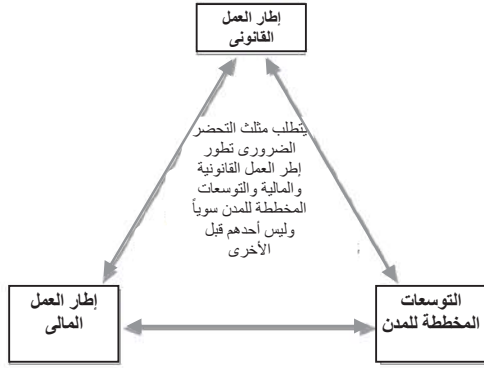 إطار العمل
القانونى
يتطلب مثلث التحضر
الضرورى تطور
إطر العمل القانونية
والمالية والتوسعات
المخططة للمدن سوياً
وليس أحدهم قبل
الأخرى
إطار العمل
المالى
التوسعات
المخططة للمدن